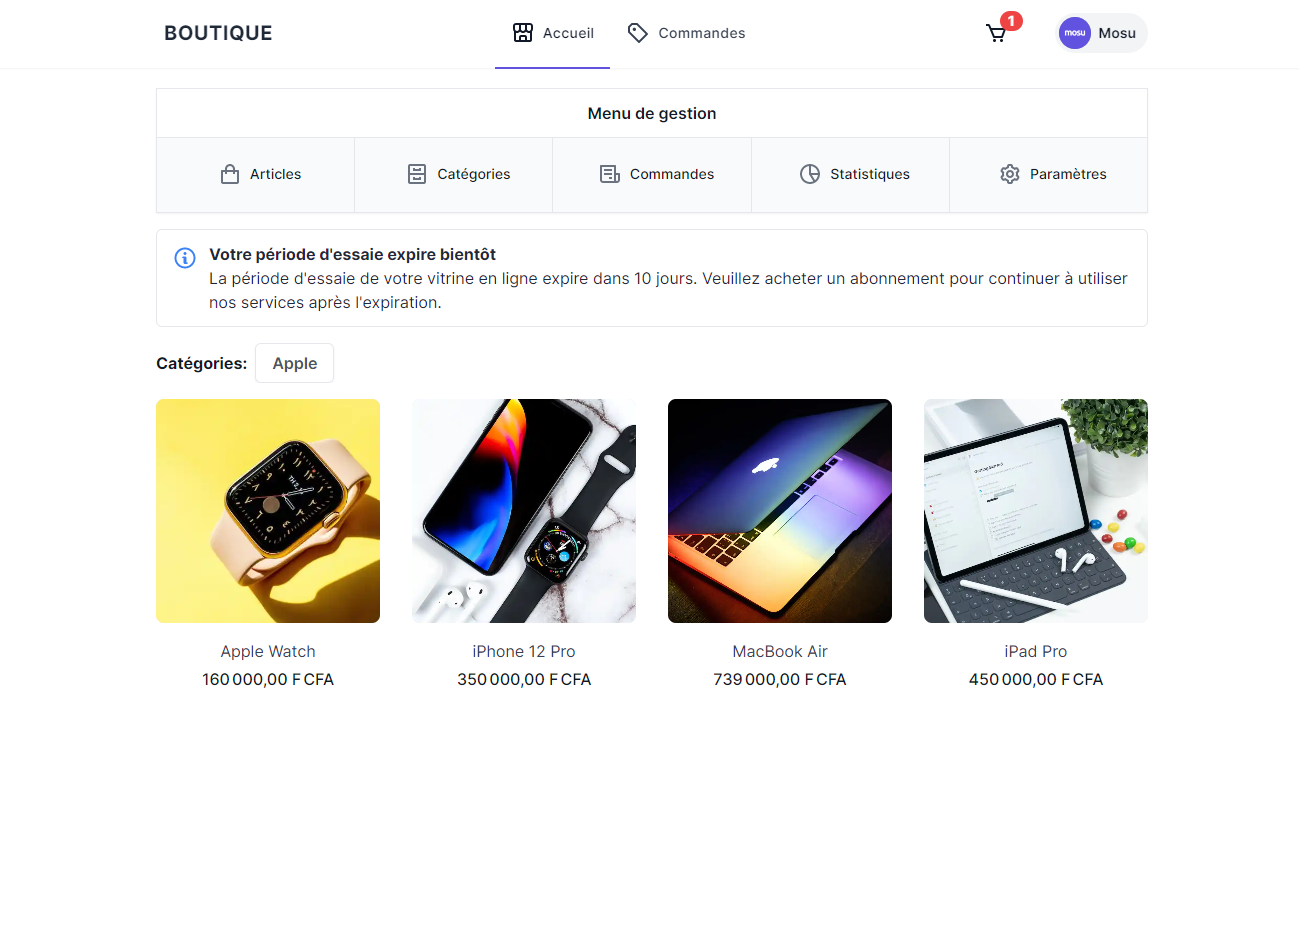 BOUTIQUE
Accueil
Commandes
1
mosu
Mosu
Menu de gestion
Articles
Catégories
Commandes
Statistiques
Paramètres
Votre période d'essaie expire bientôt
La période d'essaie de votre vitrine en ligne expire dans 10 jours. Veuillez acheter un abonnement pour continuer à utiliser
nos services après l'expiration.
Catégories:
Apple
Apple Watch
160 000,00 F CFA
iPhone 12 Pro
350 000,00 F CFA
MacBook Air
739 000,00 F CFA
iPad Pro
450 000,00 F CFA